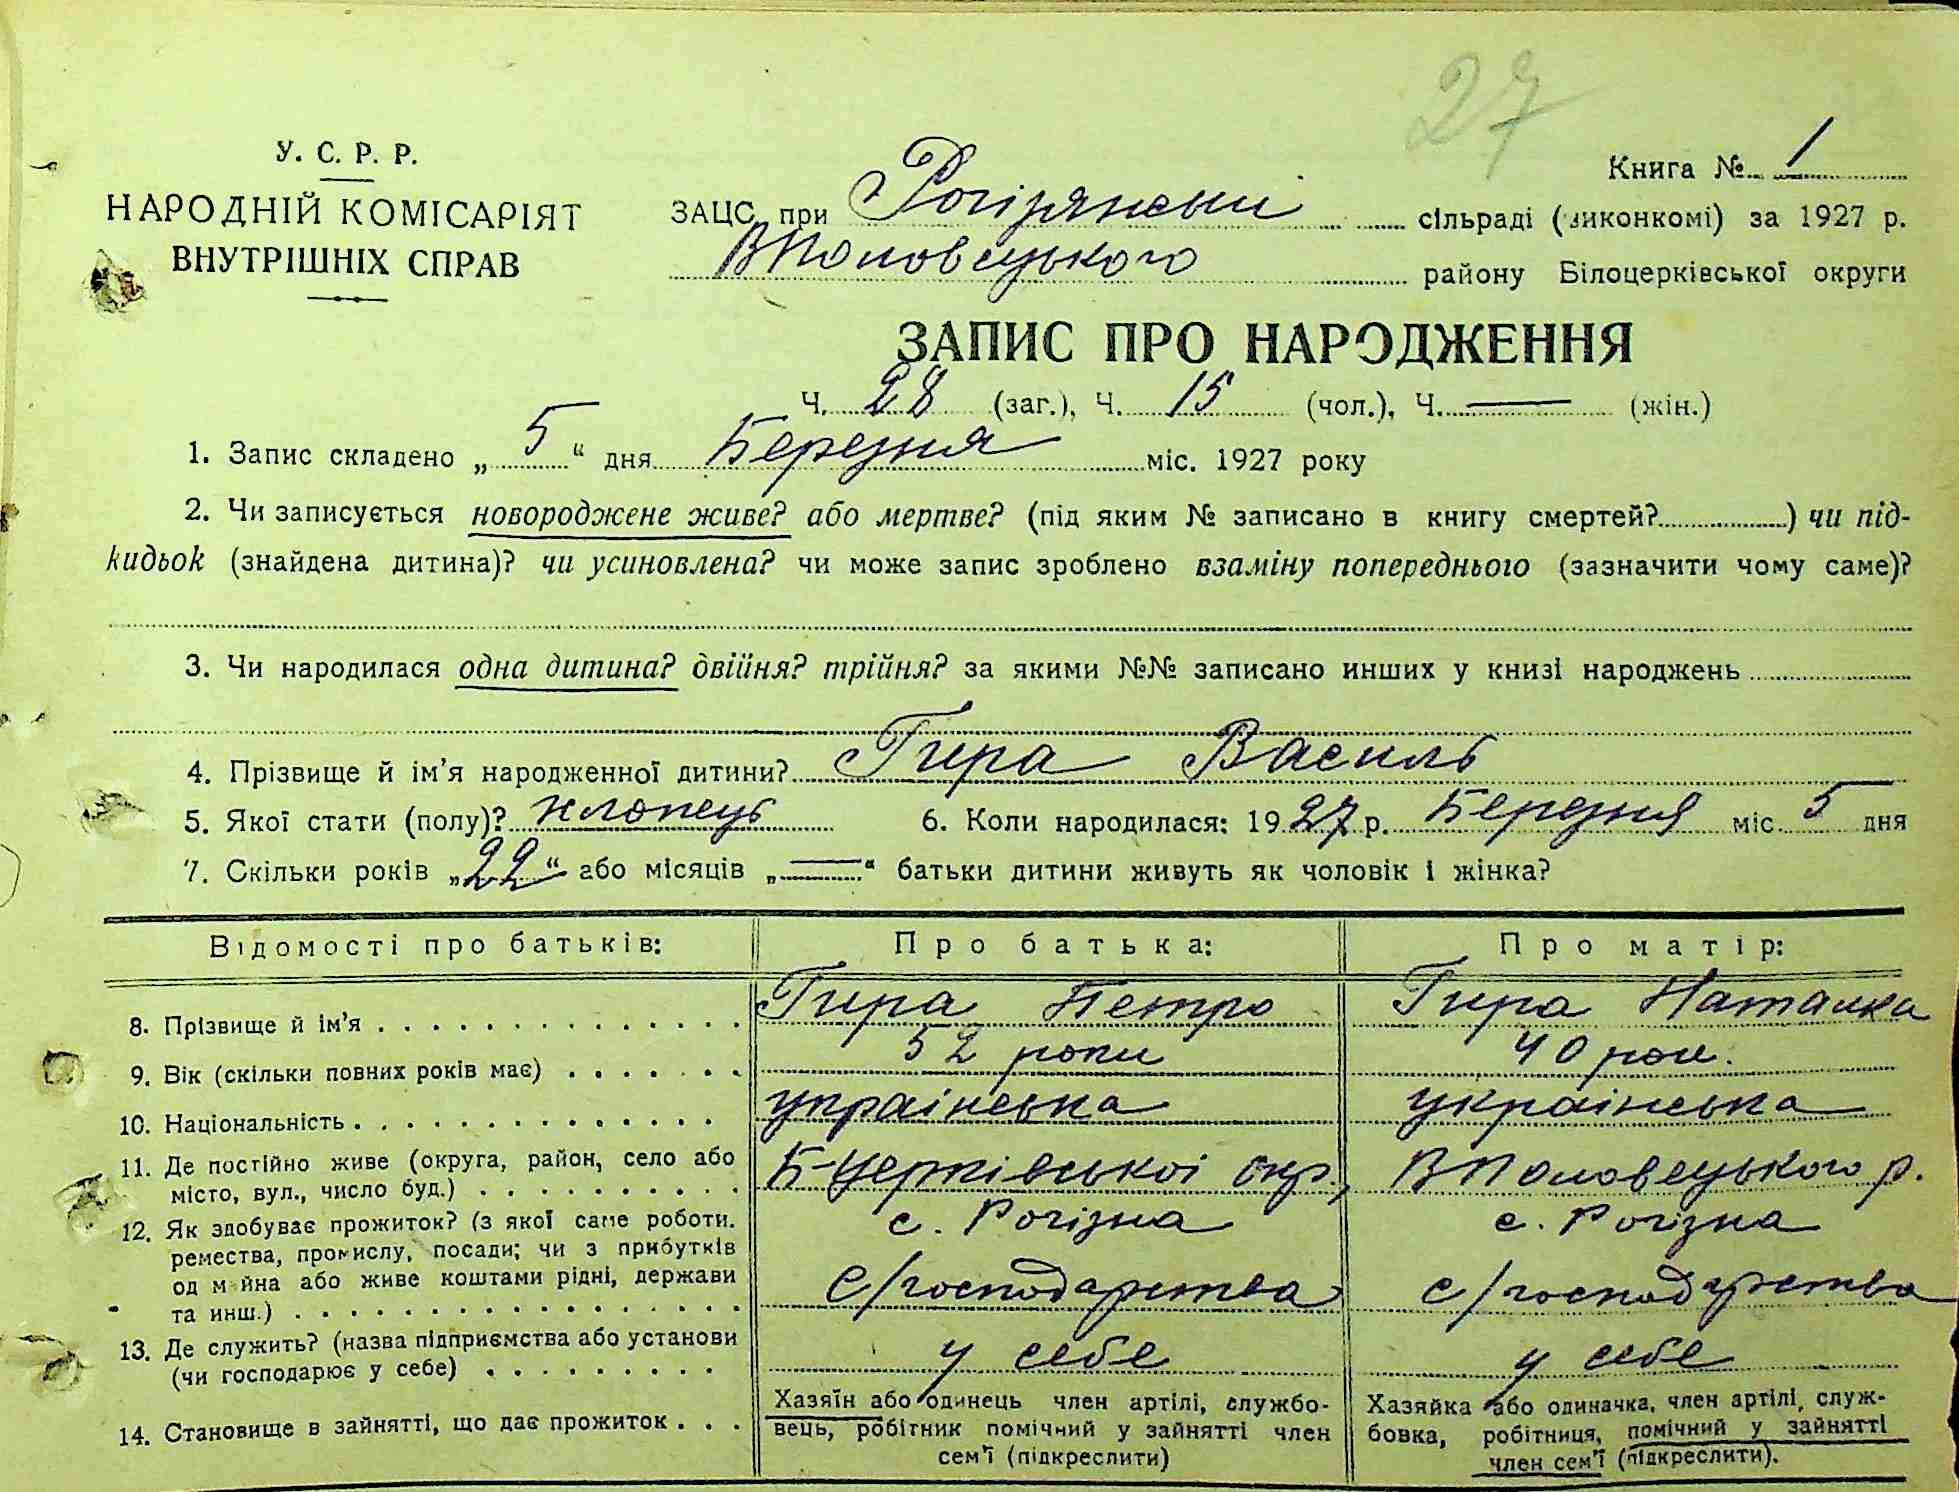 27
У. С. Р. Р.
НАРОДНІЙ КОМІСАРІЯТ
ВНУТРІШНІХ СПРАВ
Книга № 1
ЗАЦС при Рогізянській сільраді (виконкомі) за 1927 р.
ВПоловецького району Білоцерківської округи
ЗАПИС ПРО НАРОДЖЕННЯ
Ч. 28 (заг.), Ч. 15 (чол.), Ч. — (жін.)
1. Запис складено „ 5 “ дня Березня міс. 1927 року
2. Чи записується новороджене живе? або мертве? (під яким № записано в книгу смертей?..........) чи під-
кидьок (знайдена дитина)? чи усиновлена? чи може запис зроблено взаміну попереднього (зазначити чому саме)?
3. Чи народилася одна дитина? двійня? трійня? за якими №№ записано инших у книзі народжень
4. Прізвище й ім’я народженної дитини? Гира Василь
5. Якої стати (полу)? хлопець 6. Коли народилася: 1927 р. Березня міс. 5 дня
7. Скільки років „22“ або місяців „—“ батьки дитини живуть як чоловік і жінка?
Відомості про батьків: Про батька: Про матір:
8. Прізвище й ім’я Гира Петро Гира Наталка
9. Вік (скільки повних років має) 52 роки 40 рок.
10. Національність українська українська
11. Де постійно живе (округа, район, село або Б-Церківської окр., ВПоловецького р.
місто, вул., число буд.)
12. Як здобуває прожиток? (з якої саме роботи. с. Рогізна с. Рогізна
ремества, промислу, посади; чи з прибутків
од майна або живе коштами рідні, держави с/господарства с/господарства
та инш.)
13. Де служить? (назва підприємства або установи у себе у себе
(чи господарює у себе)
14. Становище в зайнятті, що дає прожиток
Хазяїн або одинець член артілі, службо-
вець, робітник помічний у зайнятті член
сем’ї (підкреслити)
Хазяйка або одиначка, член артілі, служ-
бовка, робітниця, помічний у зайнятті
член сем’ї (підкреслити).